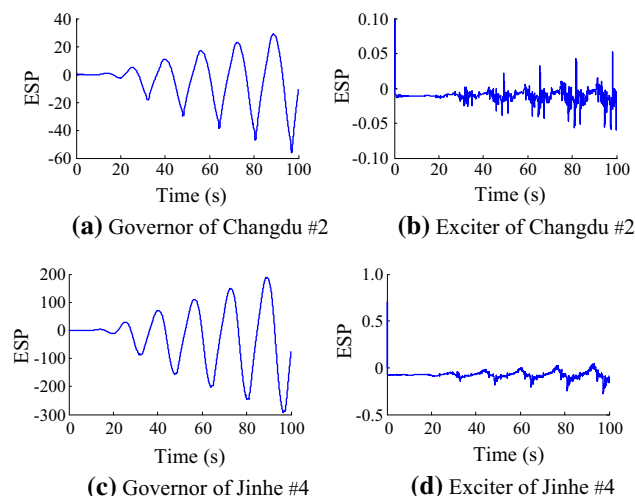 40
20
0
-20
-40
-60
ESP
0 20 40 60 80 100
Time (s)
(a) Governor of Changdu #2
0.10
0.05
0
-0.05
-0.10
ESP
0 20 40 60 80 100
Time (s)
(b) Exciter of Changdu #2
200
100
0
-100
-200
-300
ESP
0 20 40 60 80 100
Time (s)
(c) Governor of Jinhe #4
1.0
0.5
0
-0.5
ESP
0 20 40 60 80 100
Time (s)
(d) Exciter of Jinhe #4